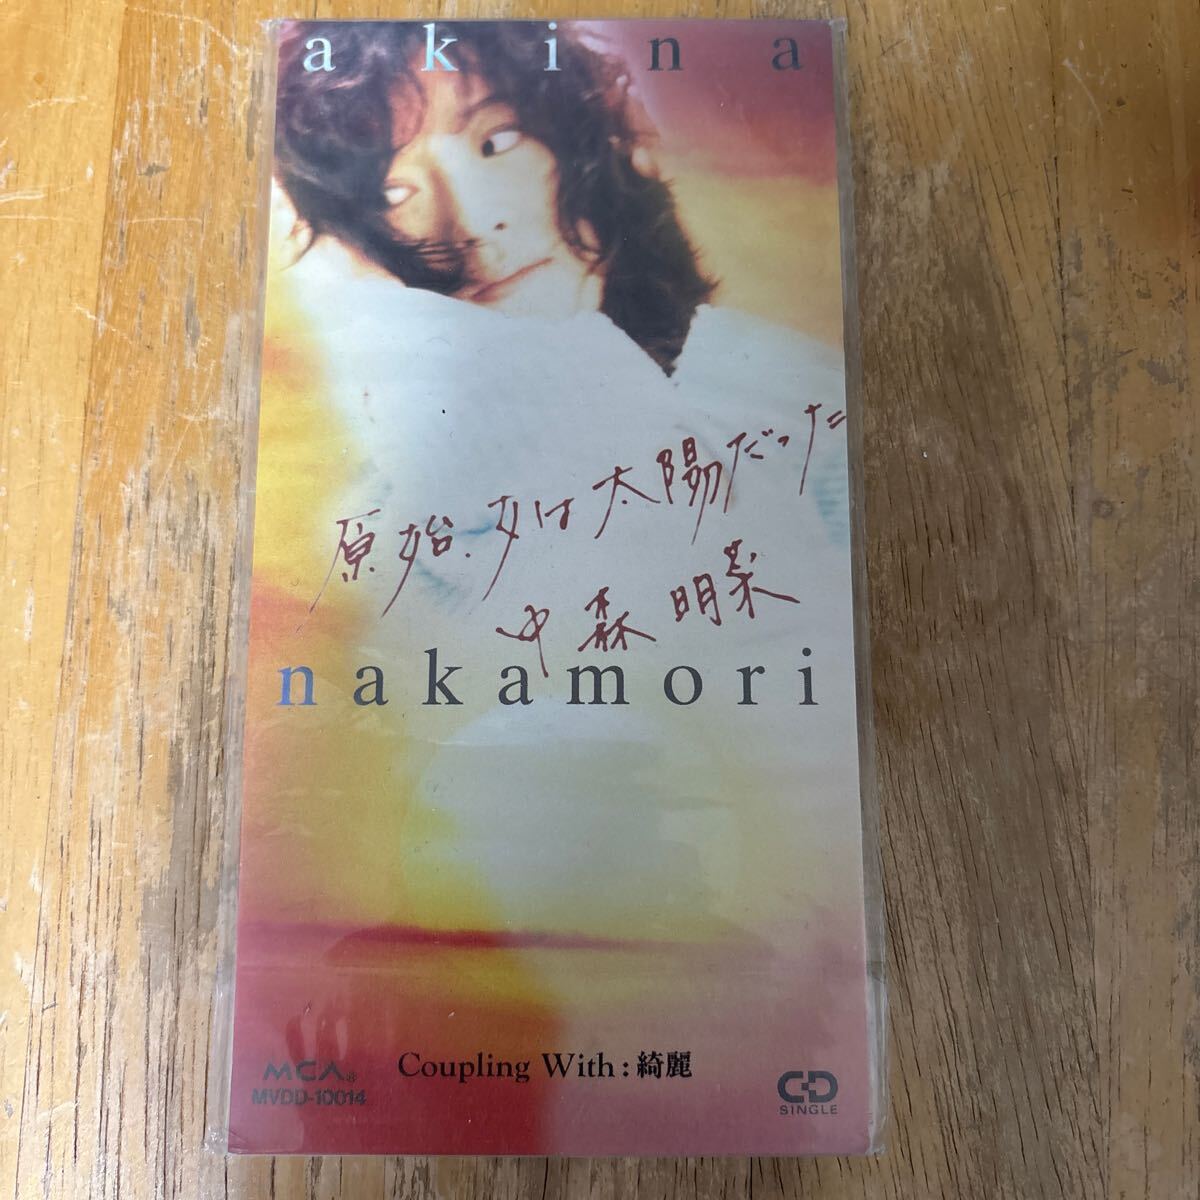 akina
原始、女は太陽だった
中森明菜
nakamori
Coupling With : 綺麗
MCA®
MVDD-10014
CD
SINGLE